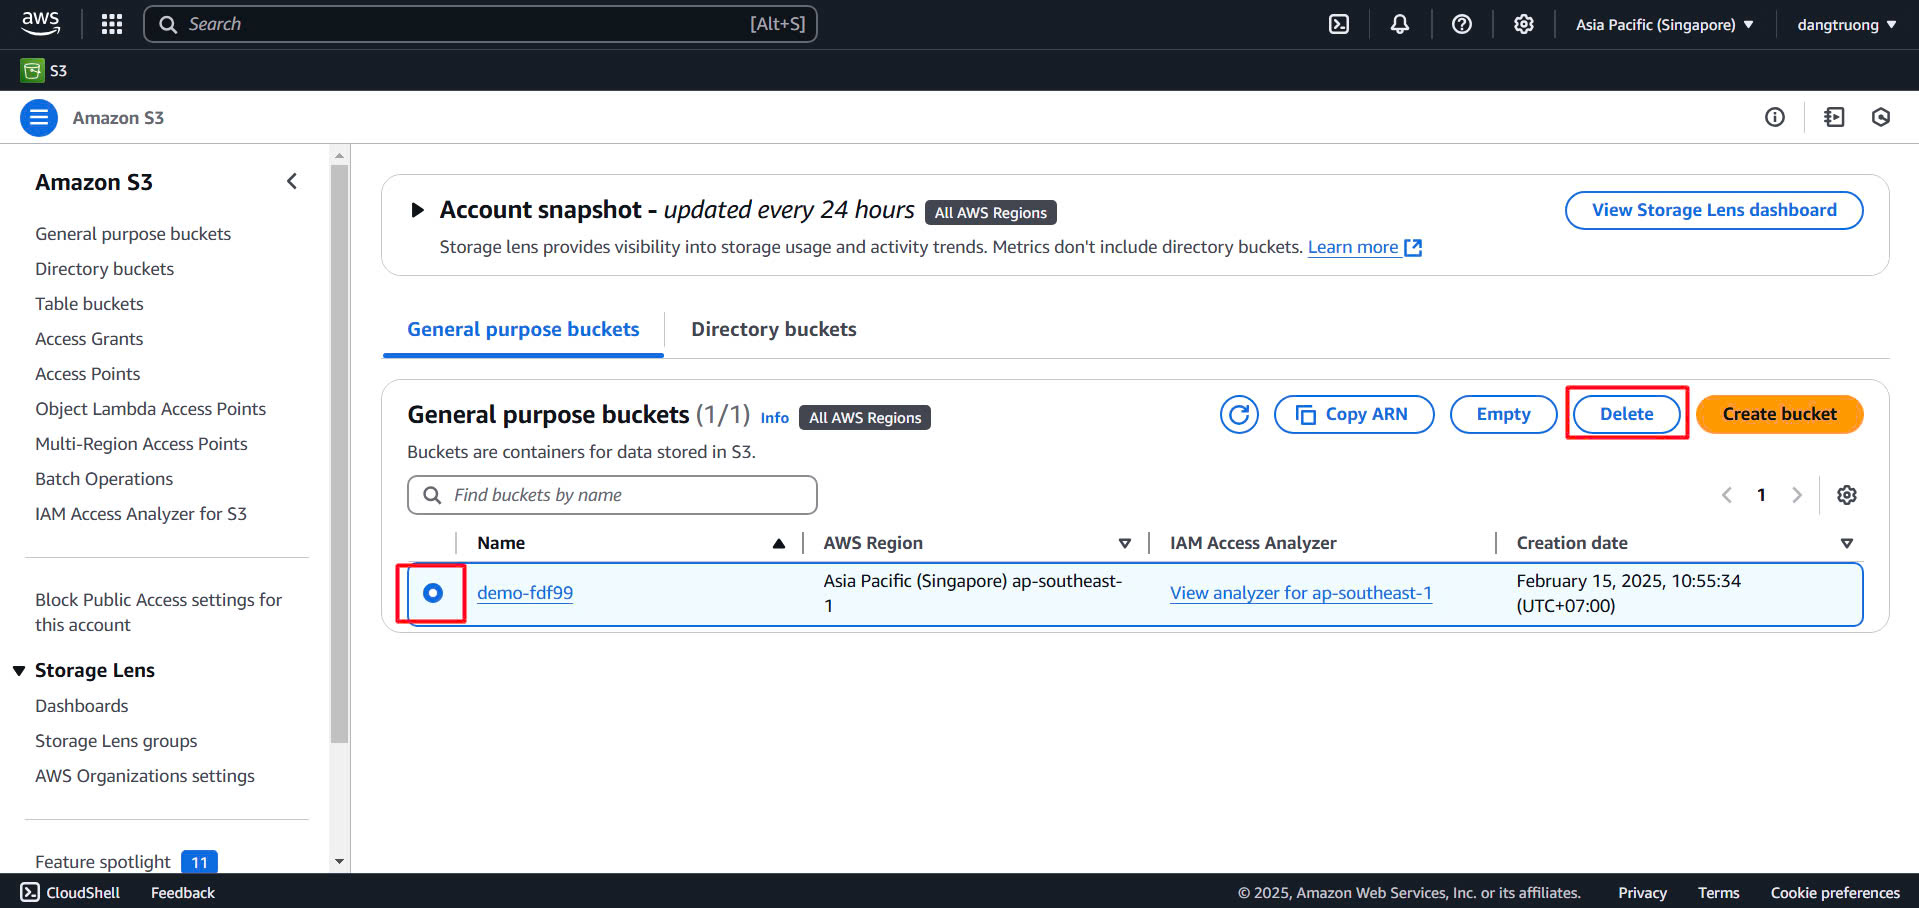 aws
Search [Alt+S]
Asia Pacific (Singapore) ▼
dangtruong ▼
S3
Amazon S3
Amazon S3
General purpose buckets
Directory buckets
Table buckets
Access Grants
Access Points
Object Lambda Access Points
Multi-Region Access Points
Batch Operations
IAM Access Analyzer for S3
Block Public Access settings for
this account
Storage Lens
Dashboards
Storage Lens groups
AWS Organizations settings
Feature spotlight 11
Account snapshot - updated every 24 hours All AWS Regions
View Storage Lens dashboard
Storage lens provides visibility into storage usage and activity trends. Metrics don't include directory buckets. Learn more
General purpose buckets
Directory buckets
General purpose buckets (1/1) Info All AWS Regions
Copy ARN
Empty
Delete
Create bucket
Buckets are containers for data stored in S3.
Find buckets by name
1
Name
AWS Region
IAM Access Analyzer
Creation date
demo-fdf99
Asia Pacific (Singapore) ap-southeast-
1
View analyzer for ap-southeast-1
February 15, 2025, 10:55:34
(UTC+07:00)
CloudShell
Feedback
© 2025, Amazon Web Services, Inc. or its affiliates.
Privacy
Terms
Cookie preferences